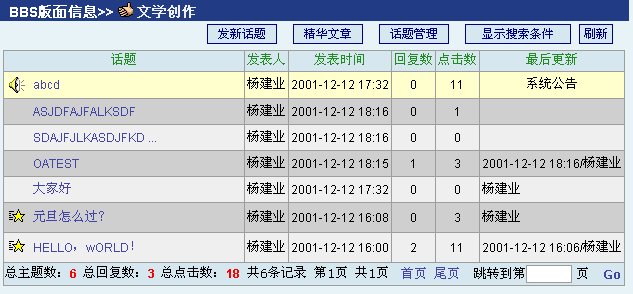 BBS版面信息>> 文学创作
发新话题 精华文章 话题管理 显示搜索条件 刷新
话题 发表人 发表时间 回复数 点击数 最后更新
abcd 杨建业 2001-12-12 17:32 0 11 系统公告
ASJDFAJFALKSDF 杨建业 2001-12-12 18:16 0 1
SDAJFJLKASDJFKD ... 杨建业 2001-12-12 18:16 0 0
OATEST 杨建业 2001-12-12 18:15 1 3 2001-12-12 18:16/杨建业
大家好 杨建业 2001-12-12 17:32 0 0 杨建业
元旦怎么过？ 杨建业 2001-12-12 16:08 0 3 杨建业
HELLO，wORLD！ 杨建业 2001-12-12 16:00 2 11 2001-12-12 16:06/杨建业
总主题数：6 总回复数：3 总点击数：18 共6条记录 第1页 共1页 首页 尾页 跳转到第 页 Go